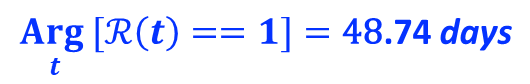 Arg [ℛ(t) == 1] = 48.74 days
t